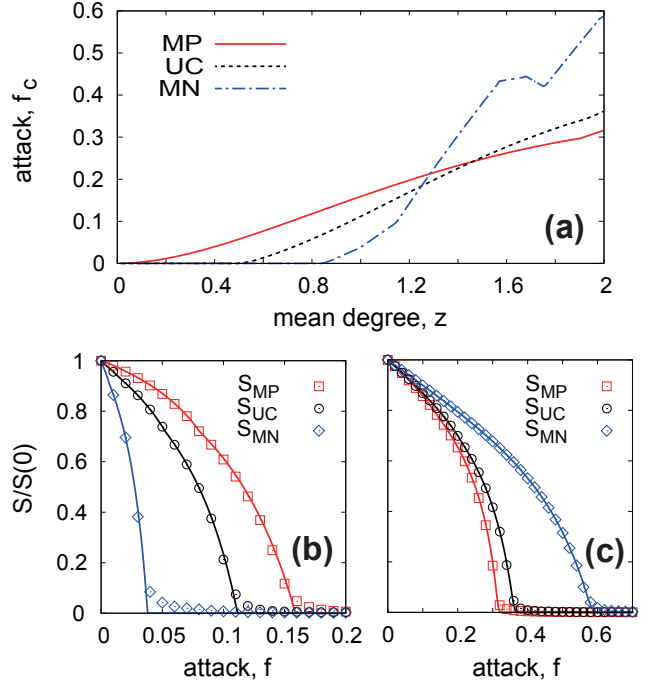 0.6
0.5
0.4
0.3
0.2
0.1
0
attack, f_c
MP
UC
MN
(a)
0 0.4 0.8 1.2 1.6 2
mean degree, z
1
0.8
0.6
0.4
0.2
0
S/S(0)
S_MP
S_UC
S_MN
(b)
0 0.05 0.1 0.15 0.2
attack, f
S_MP
S_UC
S_MN
(c)
0 0.2 0.4 0.6
attack, f